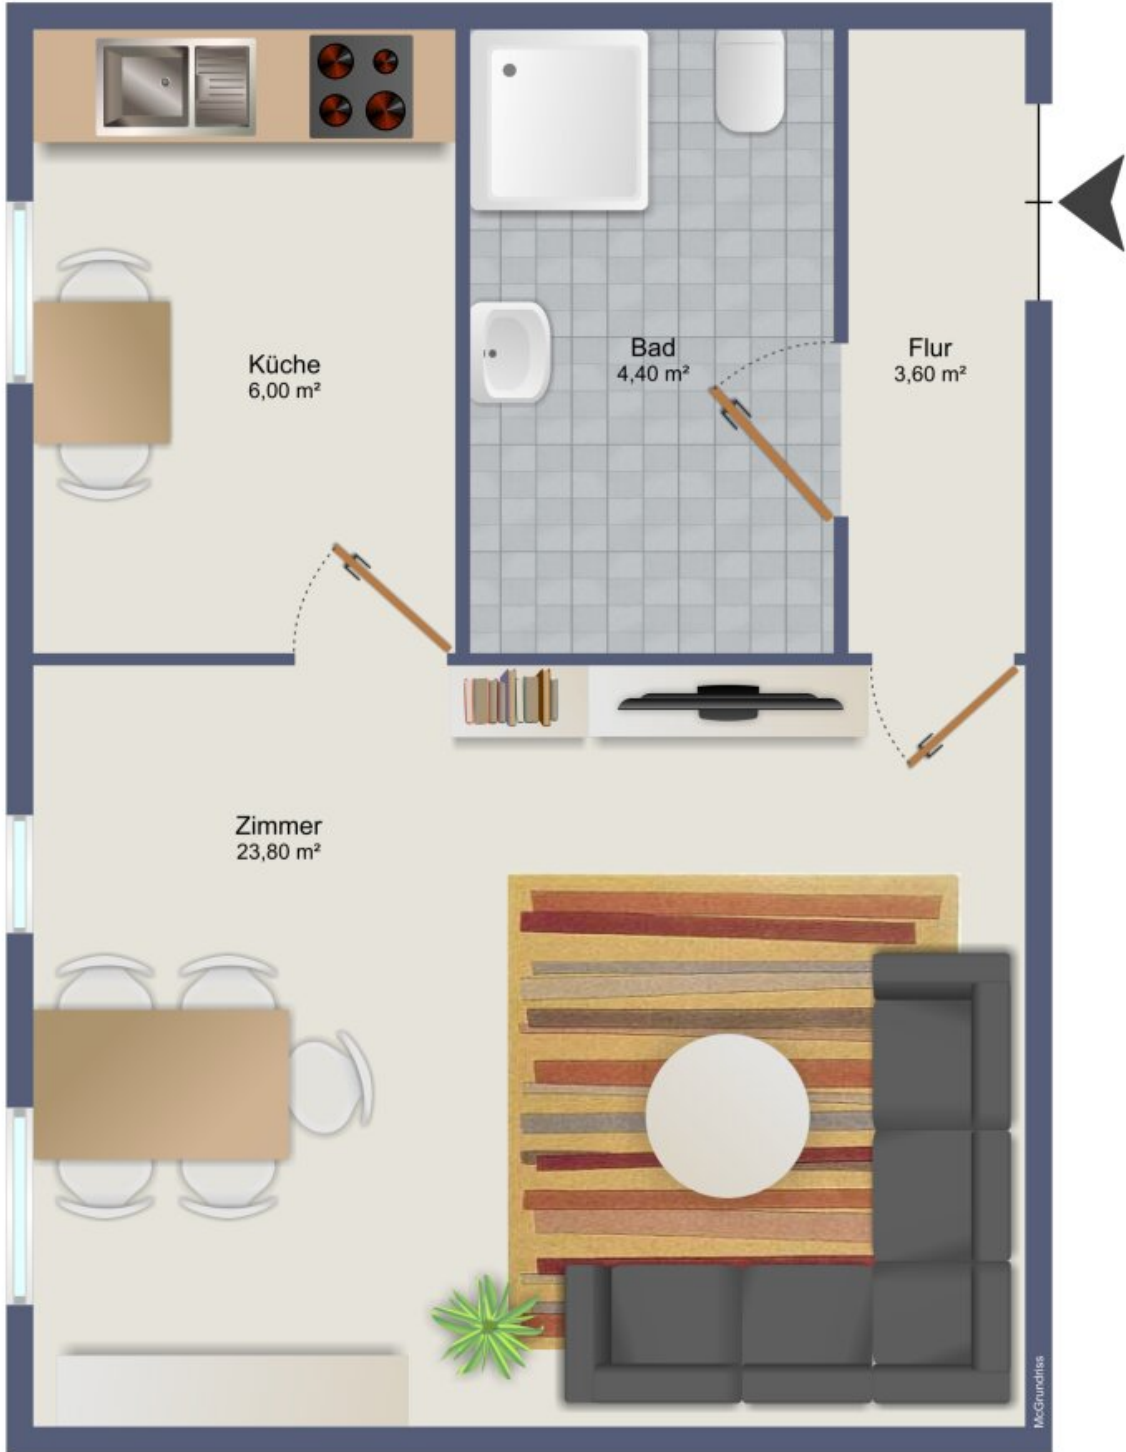 Küche
6,00 m²
Bad
4,40 m²
Flur
3,60 m²
Zimmer
23,80 m²
McGrundriss